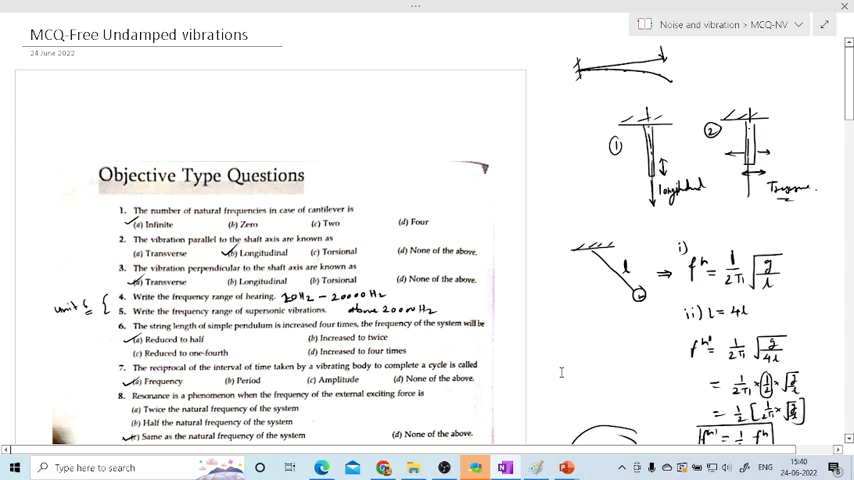 Noise and vibration > MCQ-NV
MCQ-Free Undamped vibrations
24 June 2022
Objective Type Questions
1. The number of natural frequencies in case of cantilever is
(a) Infinite (b) Zero (c) Two (d) Four
2. The vibration parallel to the shaft axis are known as
(a) Transverse (b) Longitudinal (c) Torsional (d) None of the above.
3. The vibration perpendicular to the shaft axis are known as
(a) Transverse (b) Longitudinal (b) Torsional (d) None of the above.
4. Write the frequency range of hearing. 20Hz - 20000Hz
Unit 6
5. Write the frequency range of supersonic vibrations. above 20000Hz
6. The string length of simple pendulum is increased four times, the frequency of the system will be
(a) Reduced to half (b) Increased to twice
(c) Reduced to one-fourth (d) Increased to four times
7. The reciprocal of the interval of time taken by a vibrating body to complete a cycle is called
(a) Frequency (b) Period (c) Amplitude (d) None of the above.
8. Resonance is a phenomenon when the frequency of the external exciting force is
(a) Twice the natural frequency of the system
(b) Half the natural frequency of the system
(c) Same as the natural frequency of the system (d) None of the above.
① ②
longitudinal
l ⇒ i) fⁿ = 1/2π √g/l
ii) l = 4l
fⁿ' = 1/2π √g/4l
= 1/2π × 1/2 × √g/l
= 1/2 [1/2π × √g/l]
fⁿ' = 1/2 fⁿ
Type here to search
ENG
15:40
24-06-2022